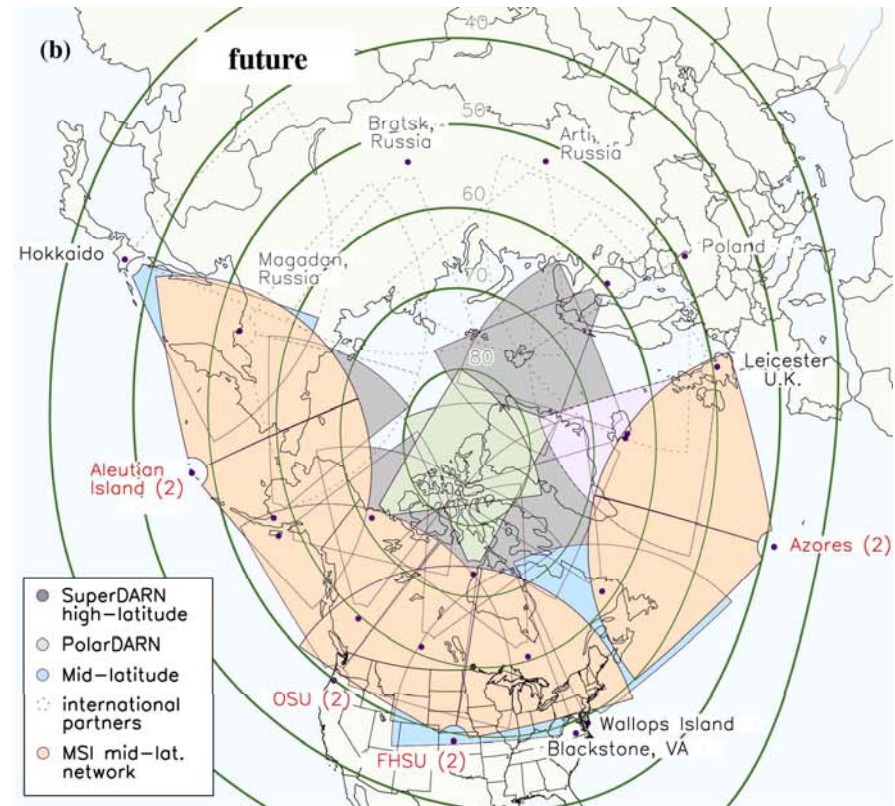 (b)
future
40
50
60
70
80
Bratsk,
Russia
Arti,
Russia
Hokkaido
Magadan,
Russia
Poland
Leicester
U.K.
Aleutian
Island (2)
Azores (2)
OSU (2)
FHSU (2)
Wallops Island
Blackstone, VA
SuperDARN
high-latitude
PolarDARN
Mid-latitude
international
partners
MSI mid-lat.
network